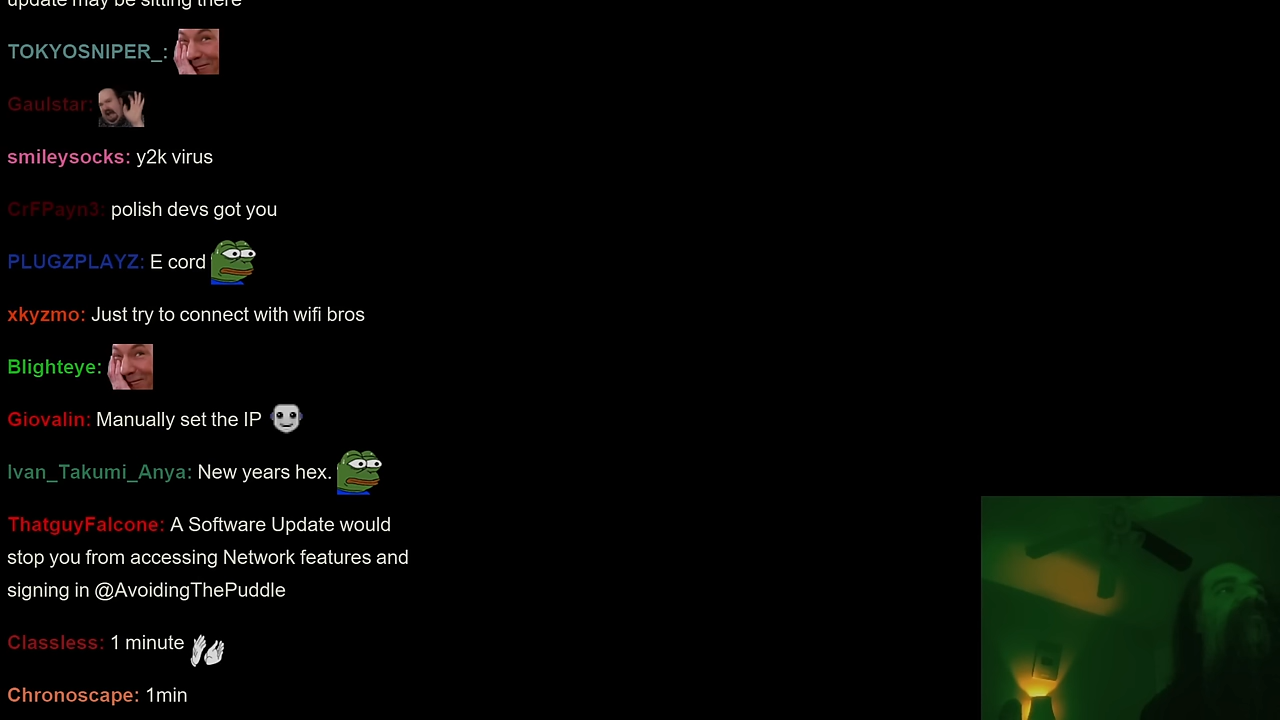 update may be sitting there
TOKYOSNIPER_:
Gaulstar:
smileysocks: y2k virus
CrFPayn3: polish devs got you
PLUGZPLAYZ: E cord
xkyzmo: Just try to connect with wifi bros
Blighteye:
Giovalin: Manually set the IP
Ivan_Takumi_Anya: New years hex.
ThatguyFalcone: A Software Update would
stop you from accessing Network features and
signing in @AvoidingThePuddle
Classless: 1 minute
Chronoscape: 1min